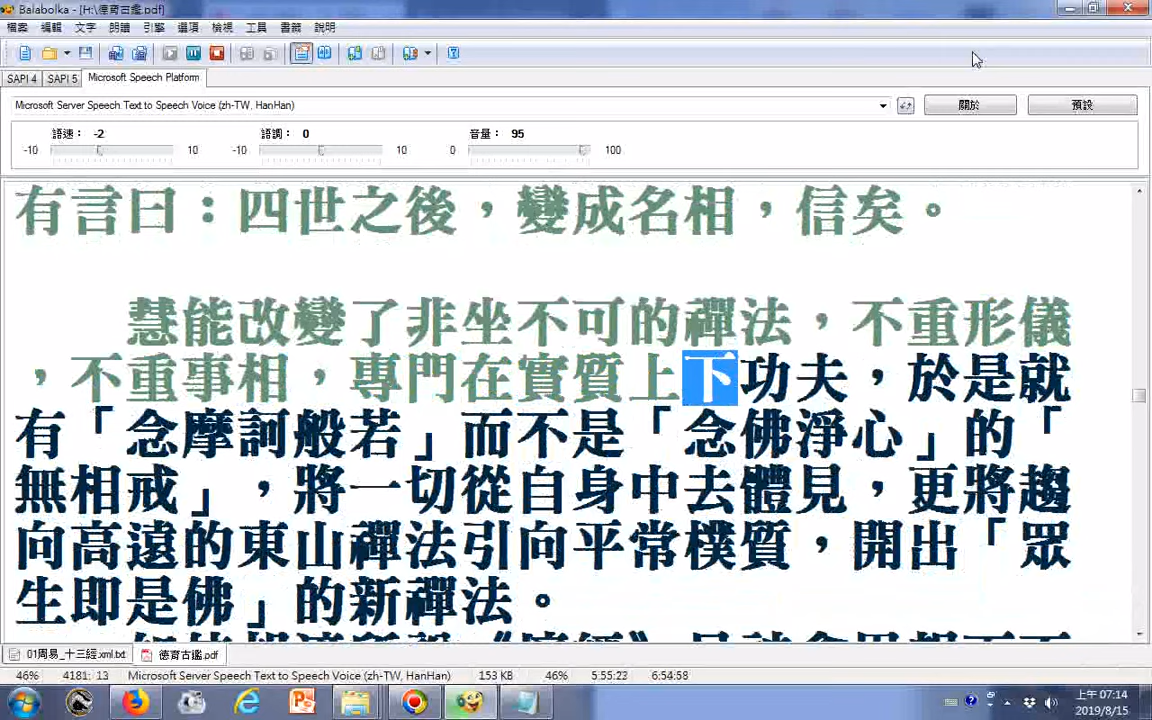 Balabolka - [H:\德育古鑑.pdf]
檔案 編輯 文字 朗讀 引擎 選項 檢視 工具 書籤 說明
SAPI 4 SAPI 5 Microsoft Speech Platform
Microsoft Server Speech Text to Speech Voice (zh-TW, HanHan) 關於 預設
語速： -2 語調： 0 音量： 95
-10 10 -10 10 0 100
有言曰：四世之後，變成名相，信矣。
慧能改變了非坐不可的禪法，不重形儀
，不重事相，專門在實質上下功夫，於是就
有「念摩訶般若」而不是「念佛淨心」的「
無相戒」，將一切從自身中去體見，更將趨
向高遠的東山禪法引向平常樸質，開出「眾
生即是佛」的新禪法。
01周易_十三經.xml.txt 德育古鑑.pdf
46% 4181: 13 Microsoft Server Speech Text to Speech Voice (zh-TW, HanHan) 153 KB 46% 5:55:23 6:54:58
上午 07:14
2019/8/15